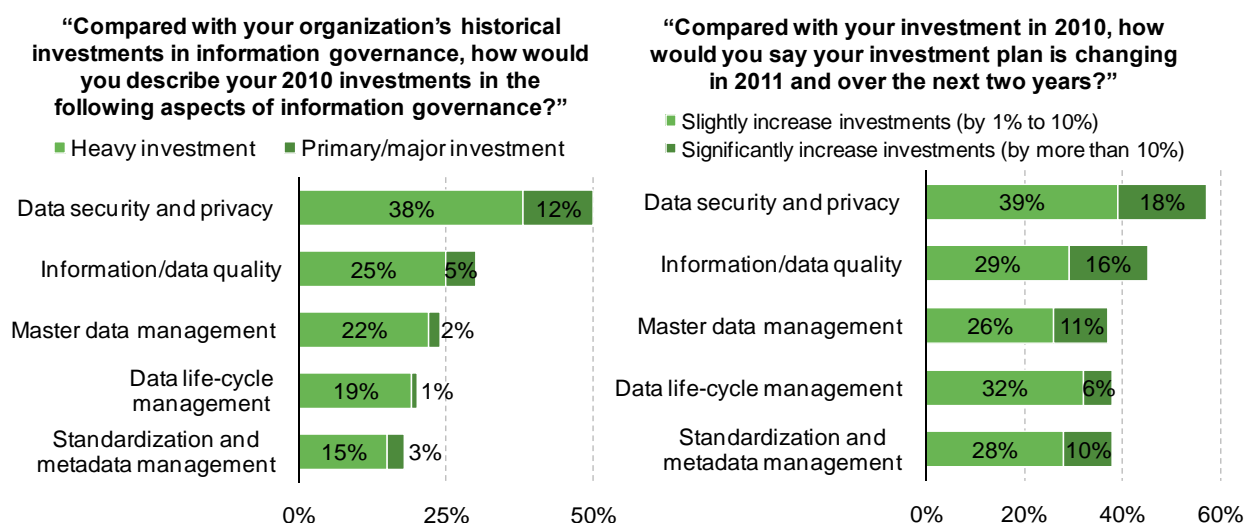 “Compared with your organization’s historical
investments in information governance, how would
you describe your 2010 investments in the
following aspects of information governance?”
Heavy investment
Primary/major investment
Data security and privacy
38%
12%
Information/data quality
25%
5%
Master data management
22%
2%
Data life-cycle
management
19%
1%
Standardization and
metadata management
15%
3%
0%
25%
50%
“Compared with your investment in 2010, how
would you say your investment plan is changing
in 2011 and over the next two years?”
Slightly increase investments (by 1% to 10%)
Significantly increase investments (by more than 10%)
Data security and privacy
39%
18%
Information/data quality
29%
16%
Master data management
26%
11%
Data life-cycle management
32%
6%
Standardization and
metadata management
28%
10%
0%
20%
40%
60%